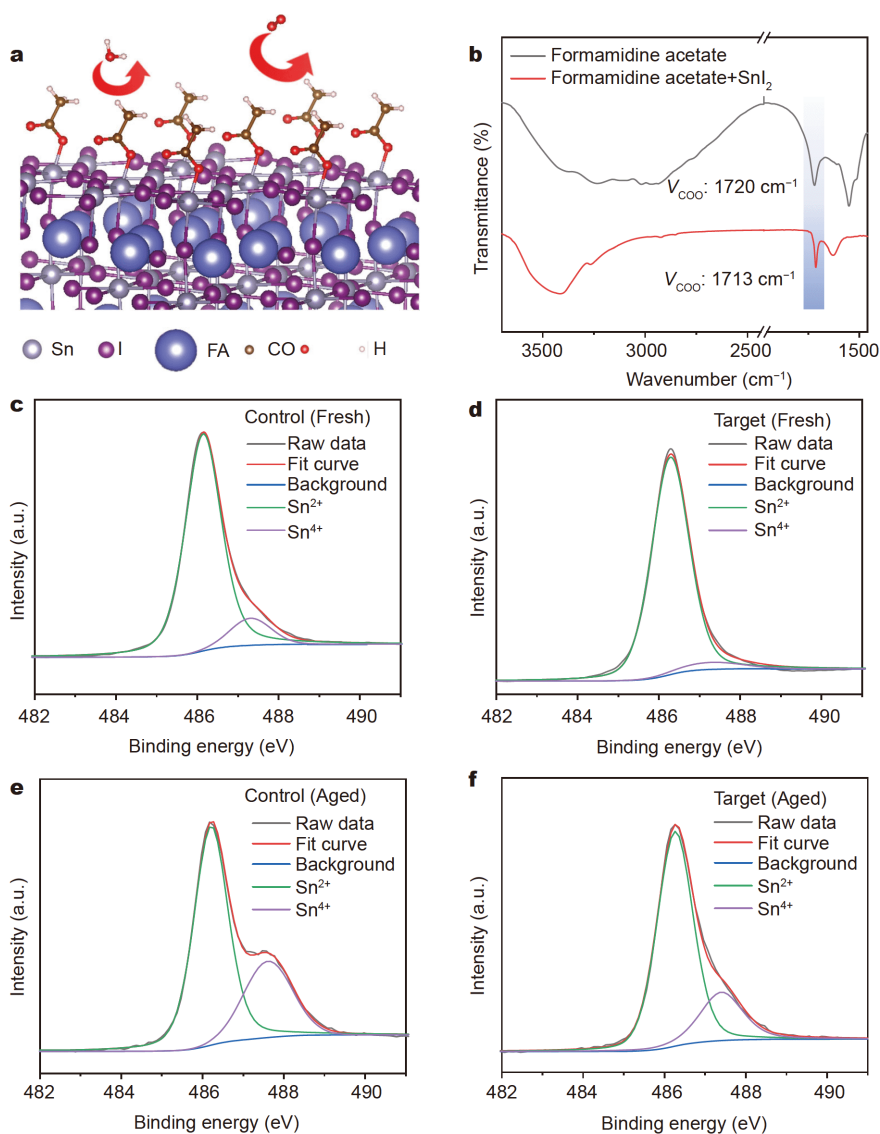 a
Sn I FA CO H
b
Formamidine acetate
Formamidine acetate+SnI₂
Transmittance (%)
V_COO: 1720 cm⁻¹
V_COO: 1713 cm⁻¹
3500 3000 2500 1500
Wavenumber (cm⁻¹)
c
Control (Fresh)
Raw data
Fit curve
Background
Sn²⁺
Sn⁴⁺
Intensity (a.u.)
482 484 486 488 490
Binding energy (eV)
d
Target (Fresh)
Raw data
Fit curve
Background
Sn²⁺
Sn⁴⁺
Intensity (a.u.)
482 484 486 488 490
Binding energy (eV)
e
Control (Aged)
Raw data
Fit curve
Background
Sn²⁺
Sn⁴⁺
Intensity (a.u.)
482 484 486 488 490
Binding energy (eV)
f
Target (Aged)
Raw data
Fit curve
Background
Sn²⁺
Sn⁴⁺
Intensity (a.u.)
482 484 486 488 490
Binding energy (eV)